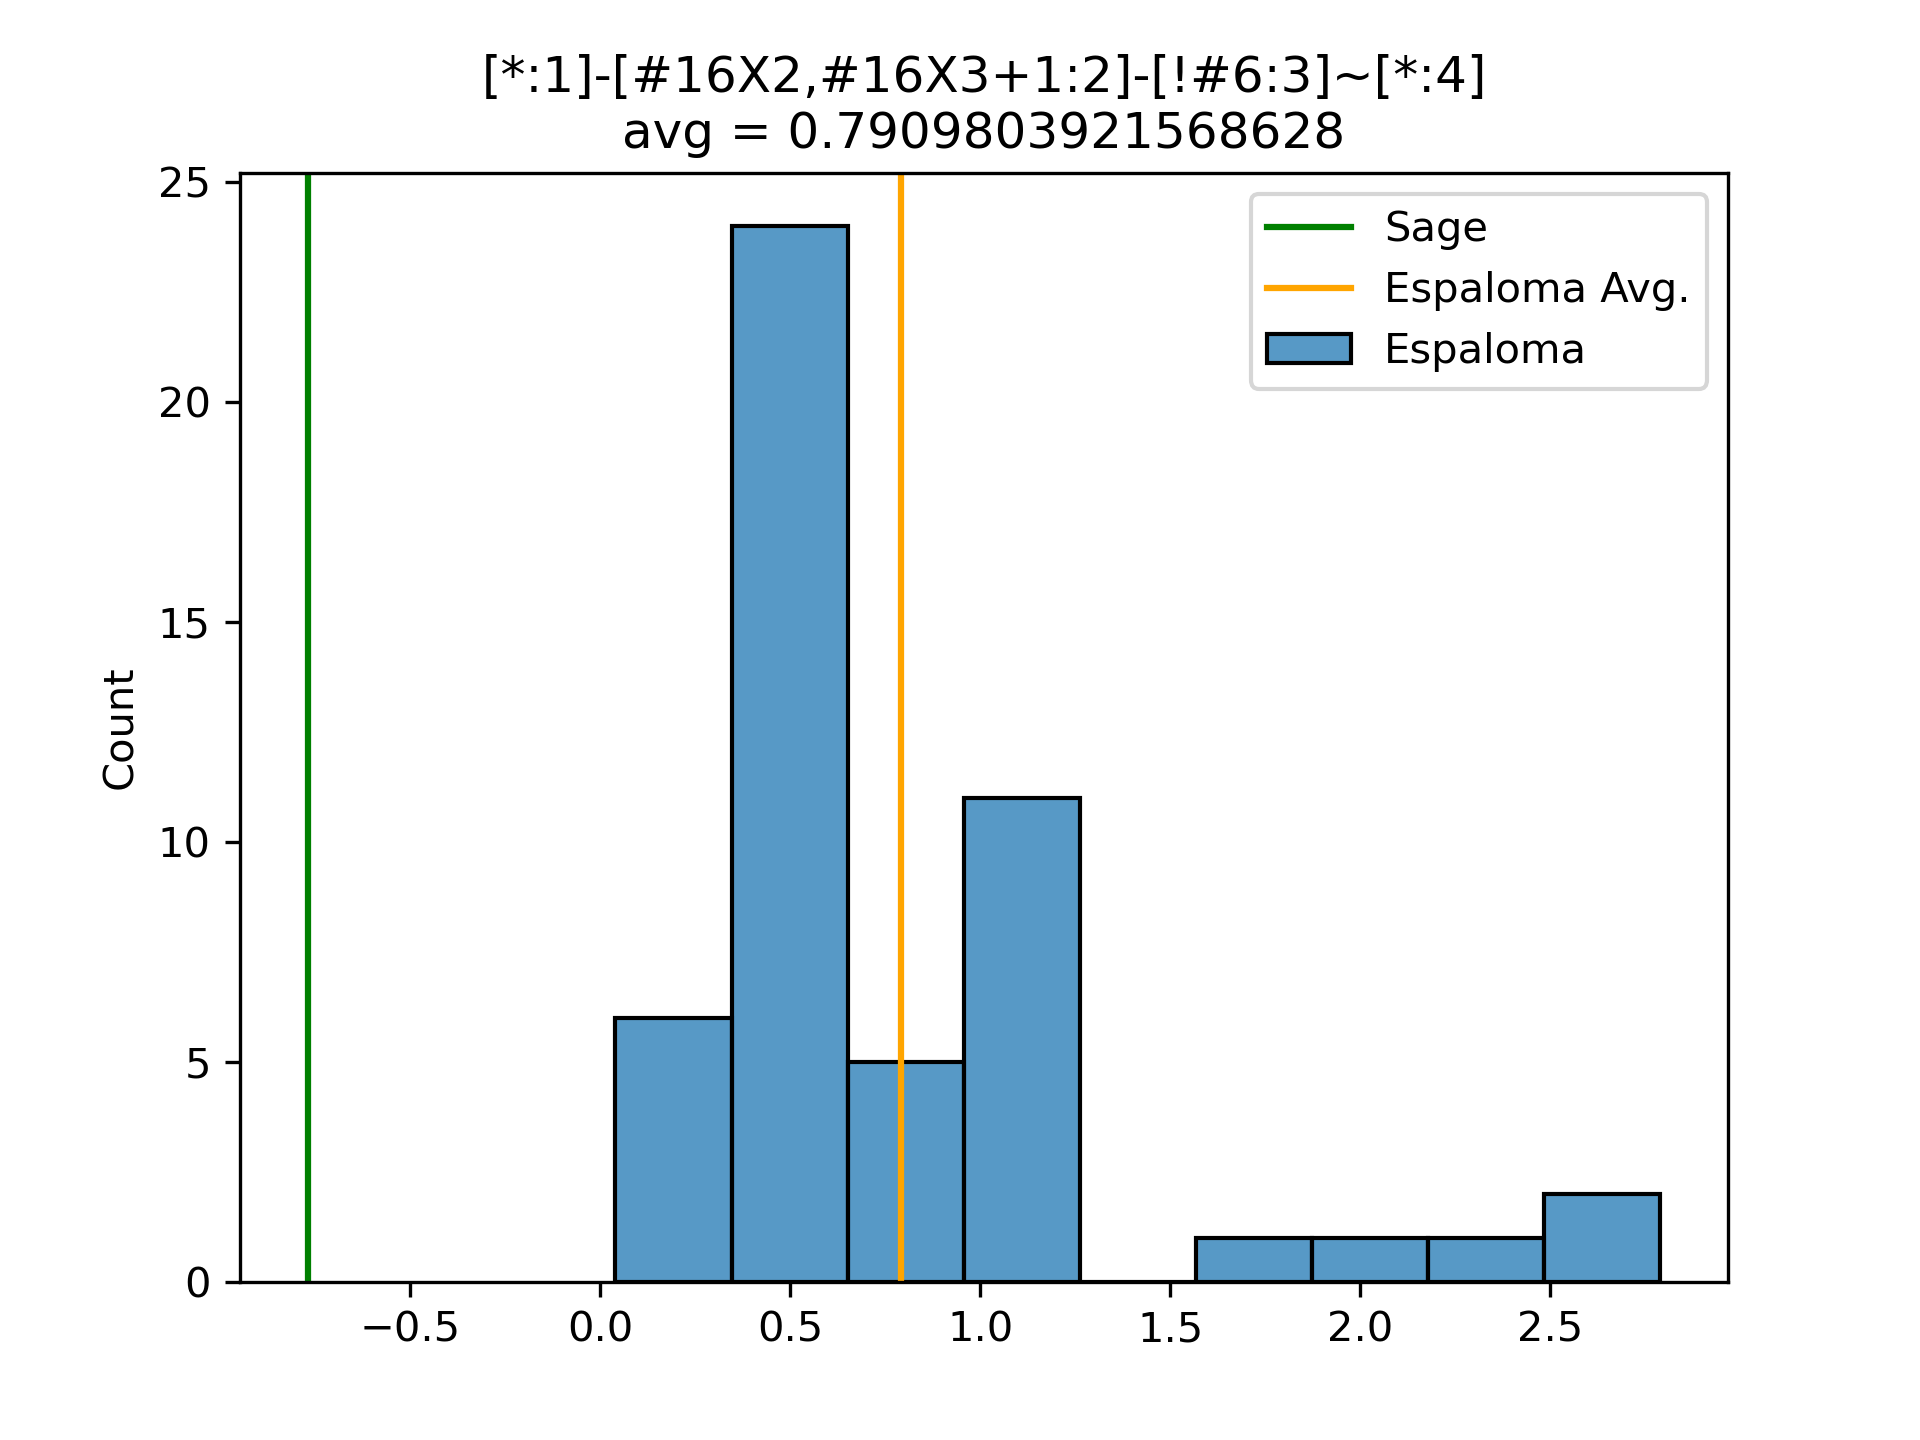 [*:1]-[#16X2,#16X3+1:2]-[!#6:3]~[*:4]
avg = 0.7909803921568628
Sage
Espaloma Avg.
Espaloma
Count
25
20
15
10
5
0
−0.5
0.0
0.5
1.0
1.5
2.0
2.5